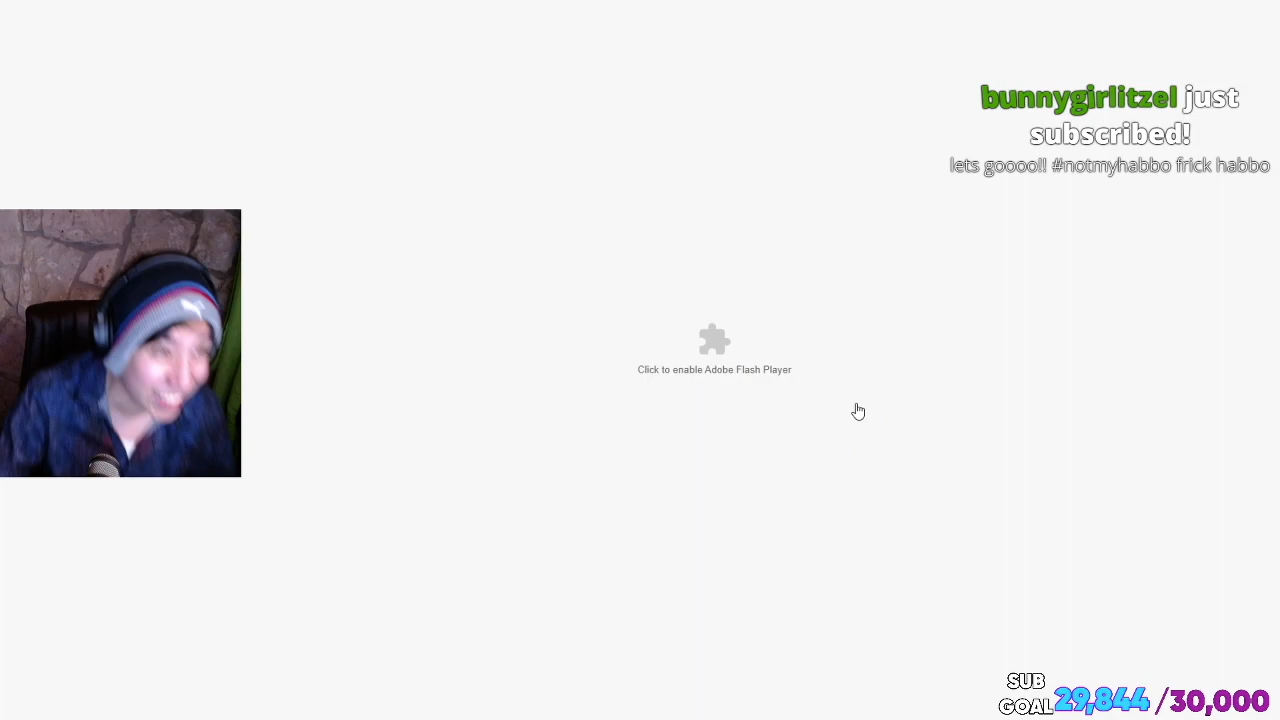 bunnygirlitzel just
subscribed!
lets goooo!! #notmyhabbo frick habbo
Click to enable Adobe Flash Player
SUB
GOAL 29,844 /30,000